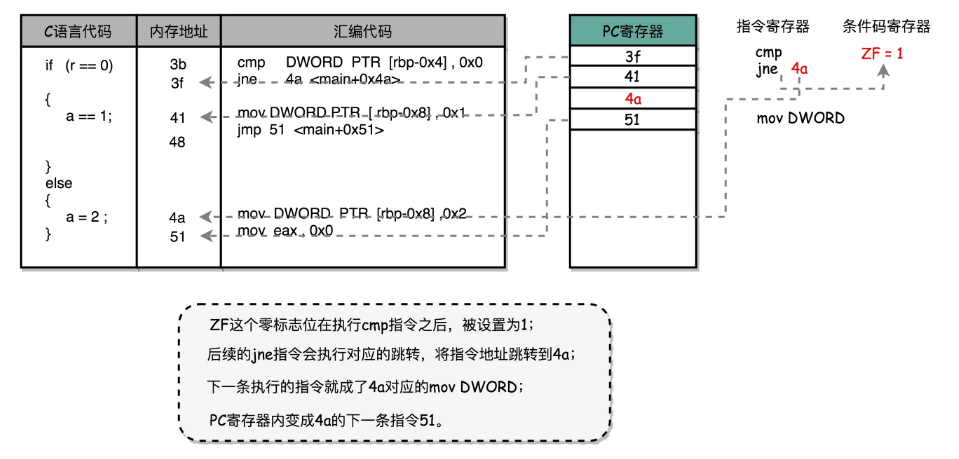 C语言代码 内存地址 汇编代码 PC寄存器 指令寄存器 条件码寄存器
if (r == 0) 3b cmp DWORD PTR [rbp-0x4] , 0x0 3f cmp ZF = 1
3f jne 4a <main+0x4a> 41 jne 4a
{ 4a
a == 1; 41 mov DWORD PTR [ rbp-0x8] , 0x1 51 mov DWORD
48 jmp 51 <main+0x51>
}
else
{
a = 2 ; 4a mov DWORD PTR [rbp-0x8] ,0x2
} 51 mov eax , 0x0
ZF这个零标志位在执行cmp指令之后，被设置为1；
后续的jne指令会执行对应的跳转，将指令地址跳转到4a；
下一条执行的指令就成了4a对应的mov DWORD；
PC寄存器内变成4a的下一条指令51。